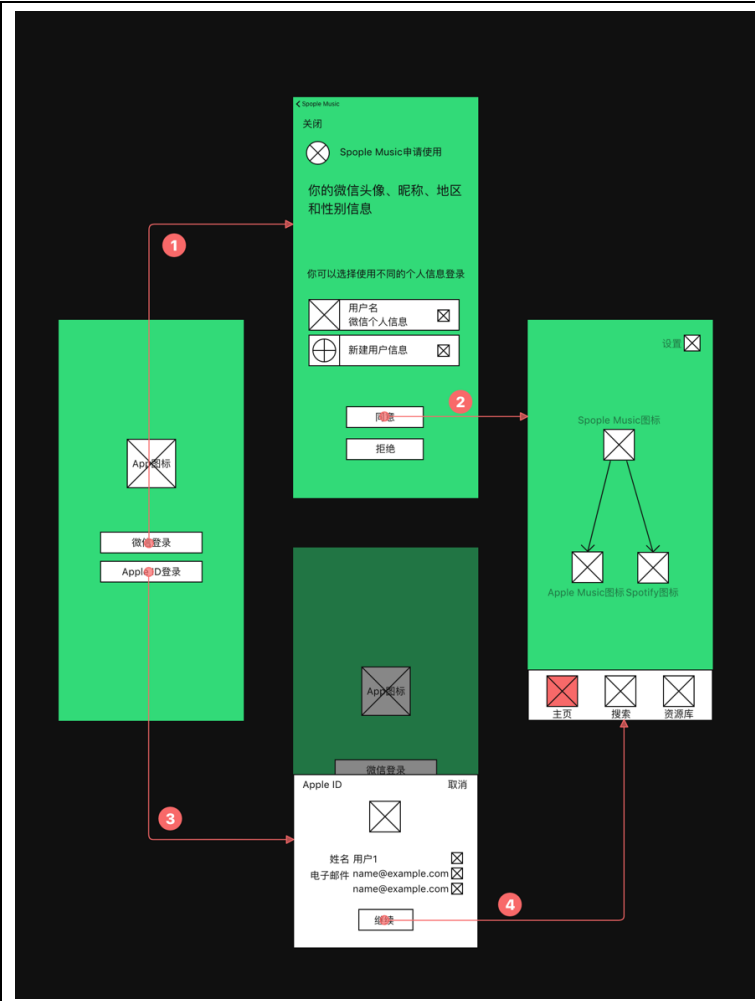 Spople Music
关闭
Spople Music申请使用
你的微信头像、昵称、地区
和性别信息
1
你可以选择使用不同的个人信息登录
用户名
微信个人信息
新建用户信息
同意
2
拒绝
App图标
微信登录
Apple ID登录
设置
Spople Music图标
Apple Music图标
Spotify图标
主页
搜索
资源库
App图标
微信登录
3
Apple ID
取消
姓名 用户1
电子邮件 name@example.com
name@example.com
继续
4